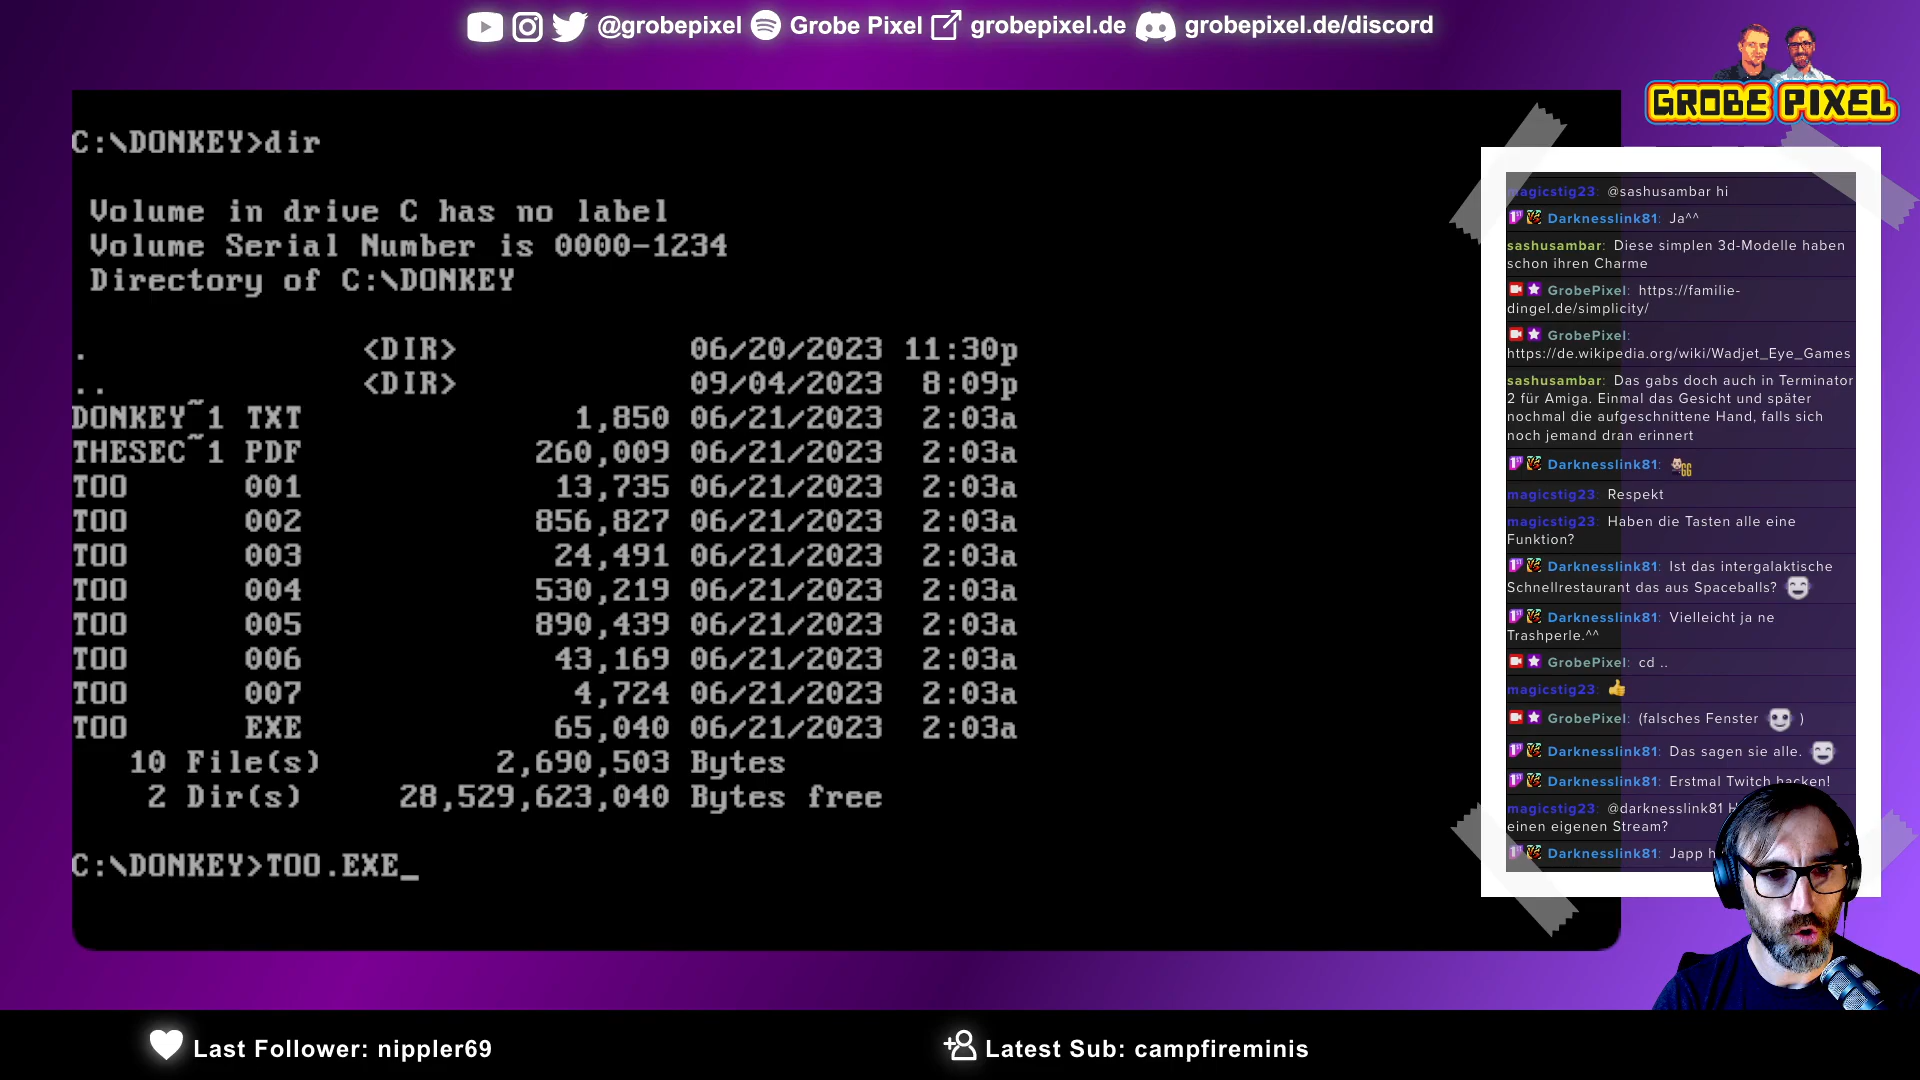 @grobepixel Grobe Pixel grobepixel.de grobepixel.de/discord
GROBE PIXEL
C:\DONKEY>dir
Volume in drive C has no label
Volume Serial Number is 0000-1234
Directory of C:\DONKEY
. <DIR> 06/20/2023 11:30p
.. <DIR> 09/04/2023 8:09p
DONKEY~1 TXT 1,850 06/21/2023 2:03a
THESEC~1 PDF 260,009 06/21/2023 2:03a
TOO 001 13,735 06/21/2023 2:03a
TOO 002 856,827 06/21/2023 2:03a
TOO 003 24,491 06/21/2023 2:03a
TOO 004 530,219 06/21/2023 2:03a
TOO 005 890,439 06/21/2023 2:03a
TOO 006 43,169 06/21/2023 2:03a
TOO 007 4,724 06/21/2023 2:03a
TOO EXE 65,040 06/21/2023 2:03a
10 File(s) 2,690,503 Bytes
2 Dir(s) 28,529,623,040 Bytes free
C:\DONKEY>TOO.EXE_
magicstig23: @sashusambar hi
Darknesslink81: Ja^^
sashusambar: Diese simplen 3d-Modelle haben
schon ihren Charme
GrobePixel: https://familie-
dingel.de/simplicity/
GrobePixel:
https://de.wikipedia.org/wiki/Wadjet_Eye_Games
sashusambar: Das gabs doch auch in Terminator
2 für Amiga. Einmal das Gesicht und später
nochmal die aufgeschnittene Hand, falls sich
noch jemand dran erinnert
Darknesslink81: GG
magicstig23: Respekt
magicstig23: Haben die Tasten alle eine
Funktion?
Darknesslink81: Ist das intergalaktische
Schnellrestaurant das aus Spaceballs?
Darknesslink81: Vielleicht ja ne
Trashperle.^^
GrobePixel: cd ..
magicstig23: 👍
GrobePixel: (falsches Fenster )
Darknesslink81: Das sagen sie alle.
Darknesslink81: Erstmal Twitch hacken!
magicstig23: @darknesslink81
einen eigenen Stream?
Darknesslink81: Japp
Last Follower: nippler69
Latest Sub: campfireminis